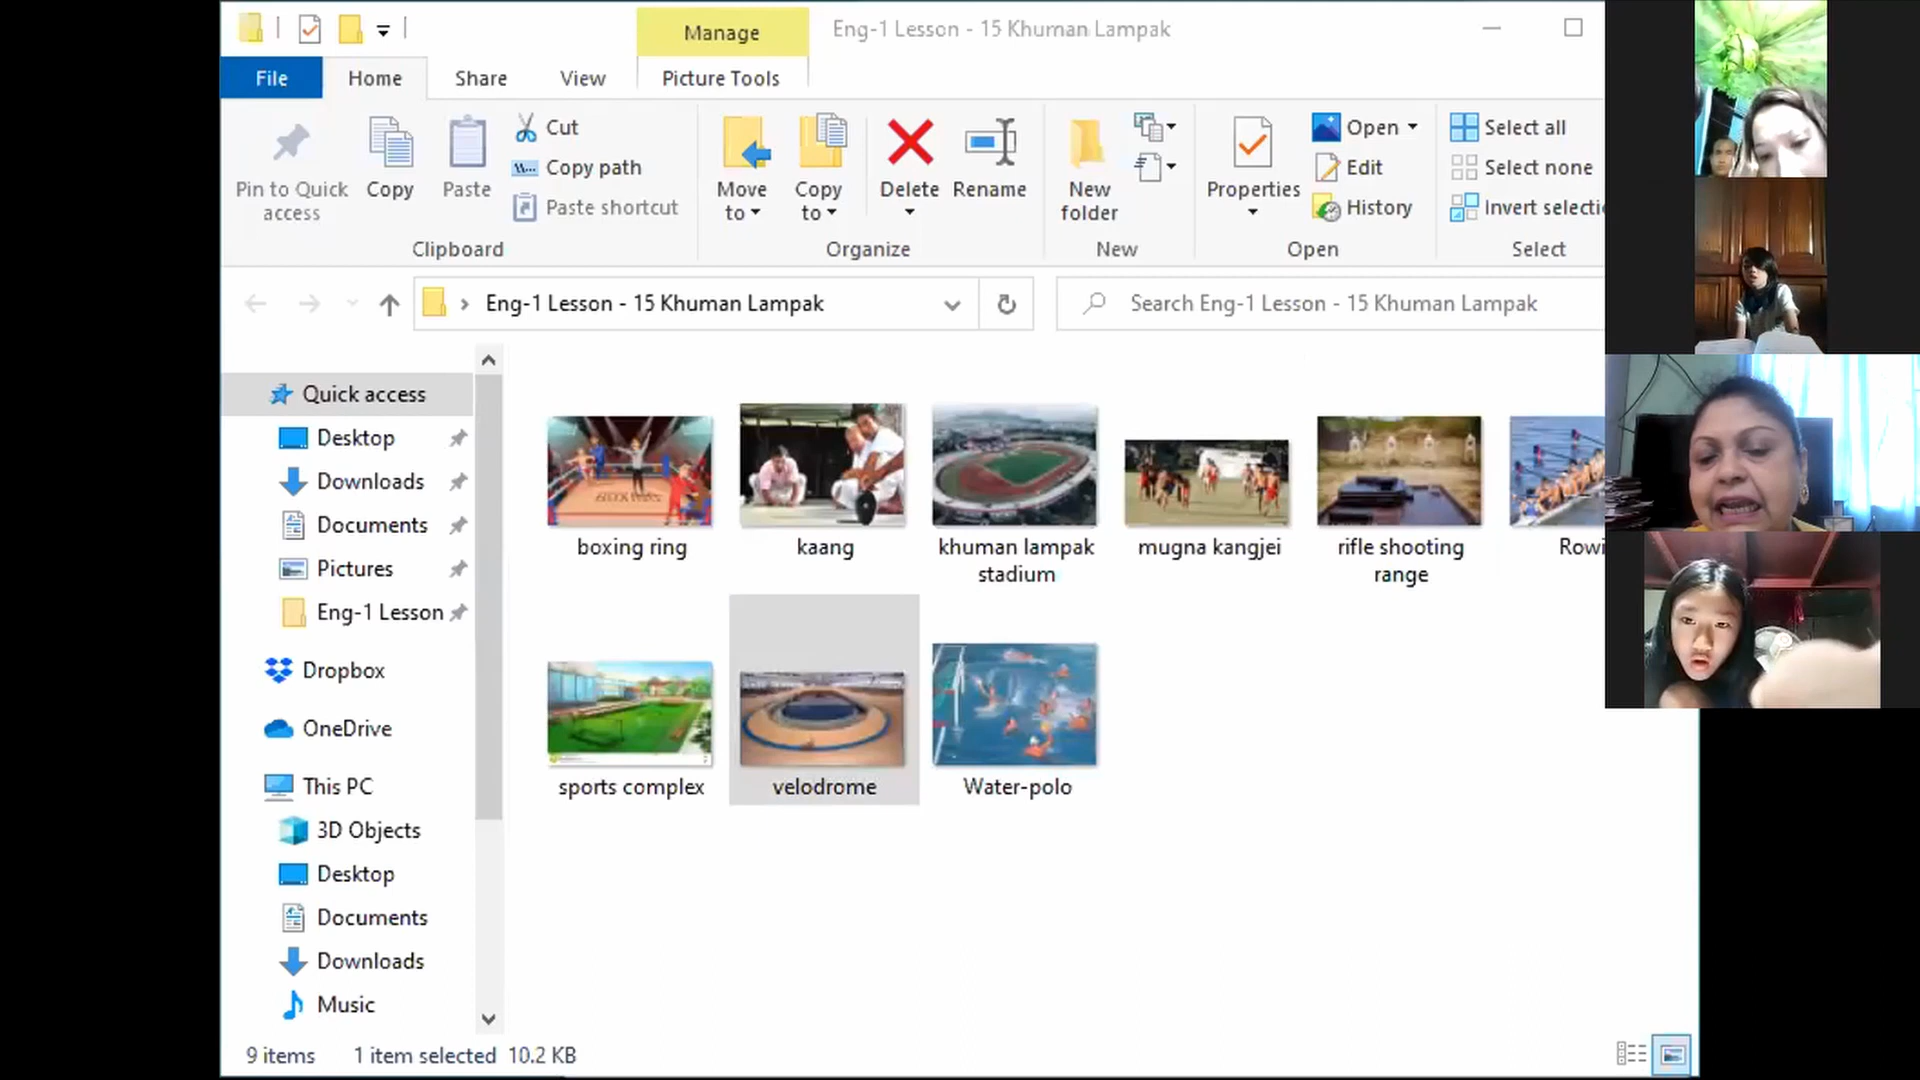 Manage
Eng-1 Lesson - 15 Khuman Lampak
File
Home
Share
View
Picture Tools
Pin to Quick access
Copy
Paste
Cut
Copy path
Paste shortcut
Move to
Copy to
Delete
Rename
New folder
Properties
Open
Edit
History
Select all
Select none
Invert selecti
Clipboard
Organize
New
Open
Select
Eng-1 Lesson - 15 Khuman Lampak
Search Eng-1 Lesson - 15 Khuman Lampak
Quick access
Desktop
Downloads
Documents
Pictures
Eng-1 Lesson
Dropbox
OneDrive
This PC
3D Objects
Desktop
Documents
Downloads
Music
boxing ring
kaang
khuman lampak
stadium
mugna kangjei
rifle shooting
range
Rowi
sports complex
velodrome
Water-polo
9 items
1 item selected
10.2 KB